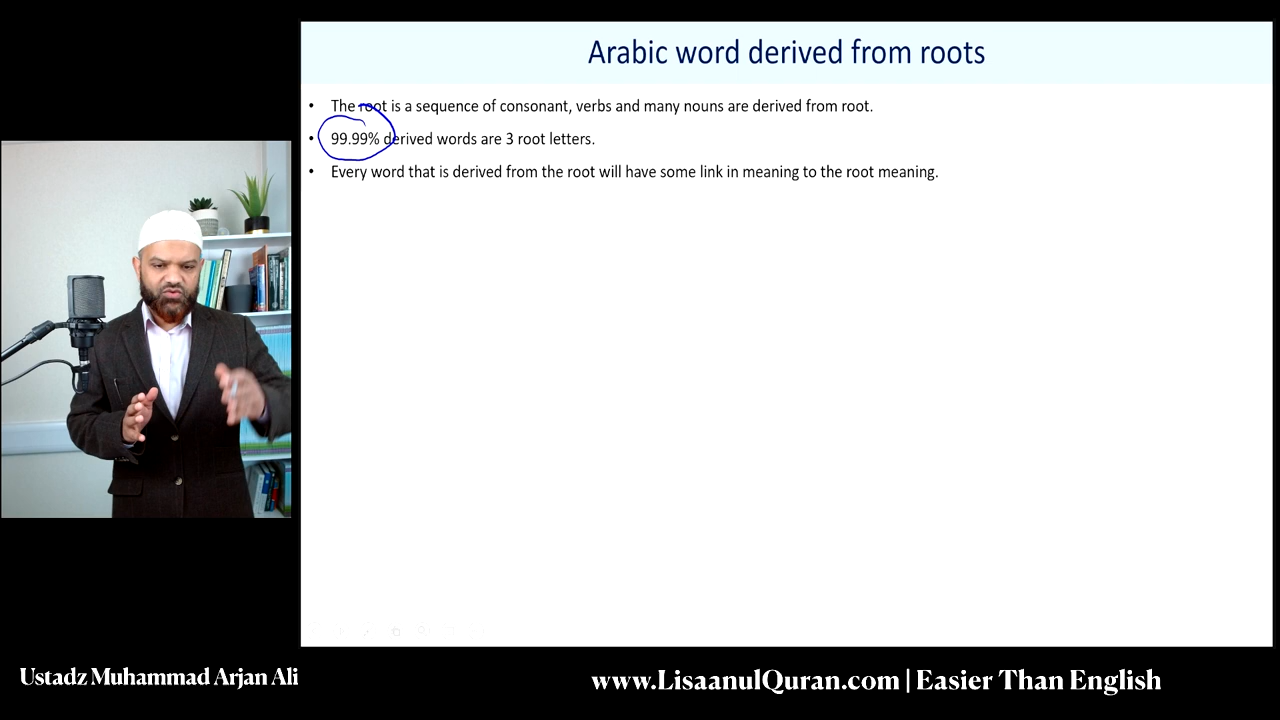 Arabic word derived from roots
• The root is a sequence of consonant, verbs and many nouns are derived from root.
• 99.99% derived words are 3 root letters.
• Every word that is derived from the root will have some link in meaning to the root meaning.
Ustadz Muhammad Arjan Ali
www.LisaanulQuran.com | Easier Than English